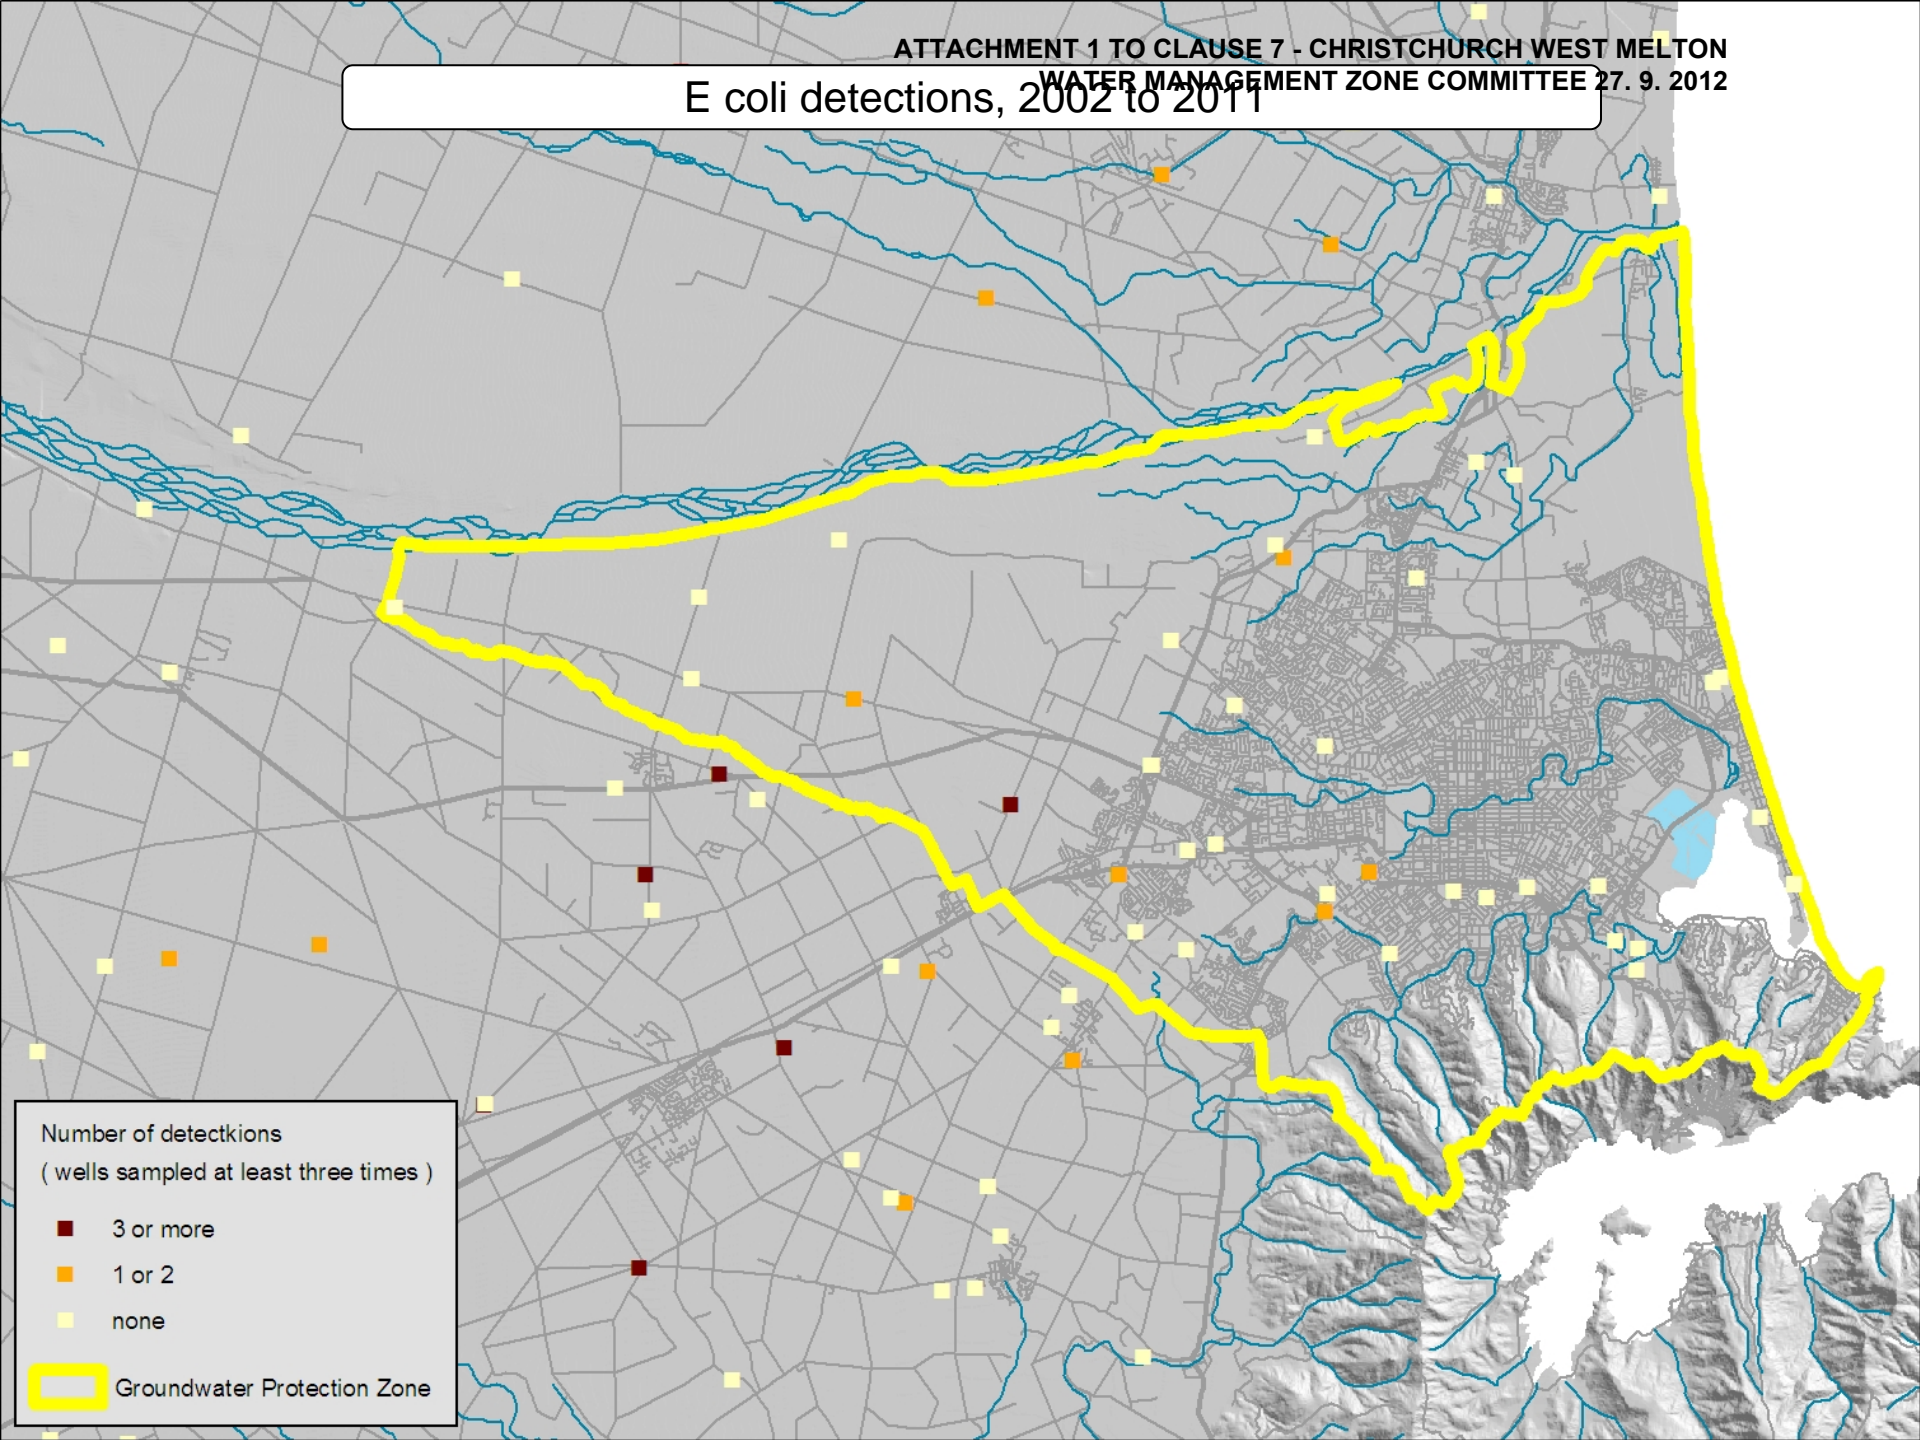 ATTACHMENT 1 TO CLAUSE 7 - CHRISTCHURCH WEST MELTON
WATER MANAGEMENT ZONE COMMITTEE 27. 9. 2012
E coli detections, 2002 to 2011
Number of detectkions
( wells sampled at least three times )
3 or more
1 or 2
none
Groundwater Protection Zone